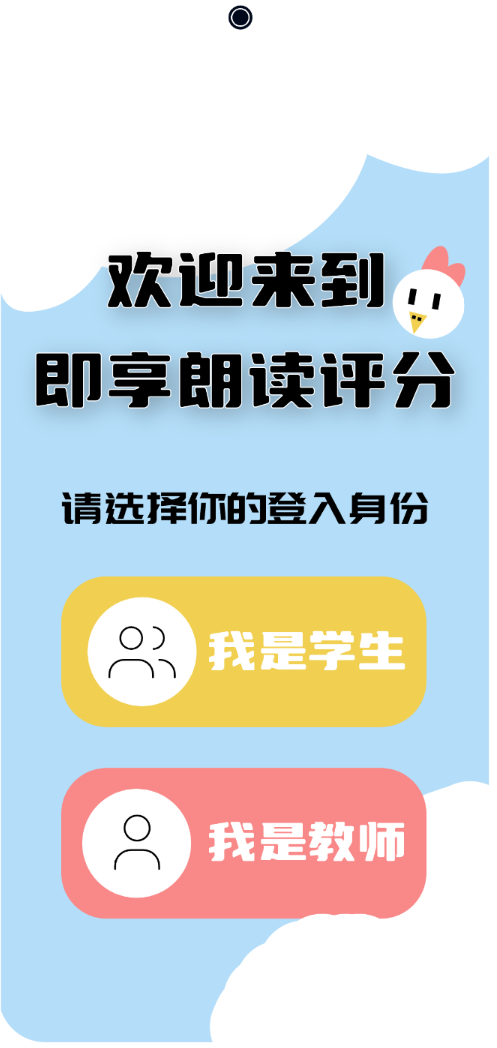 欢迎来到
即享朗读评分
请选择你的登入身份
我是学生
我是教师